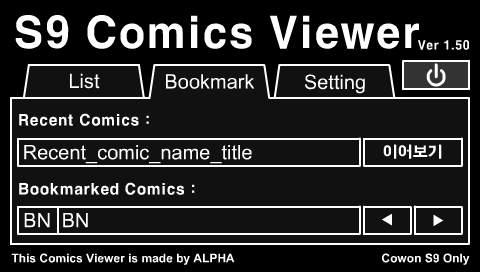 S9 Comics Viewer Ver 1.50
List Bookmark Setting
Recent Comics :
Recent_comic_name_title 이어보기
Bookmarked Comics :
BN BN ◀ ▶
This Comics Viewer is made by ALPHA Cowon S9 Only